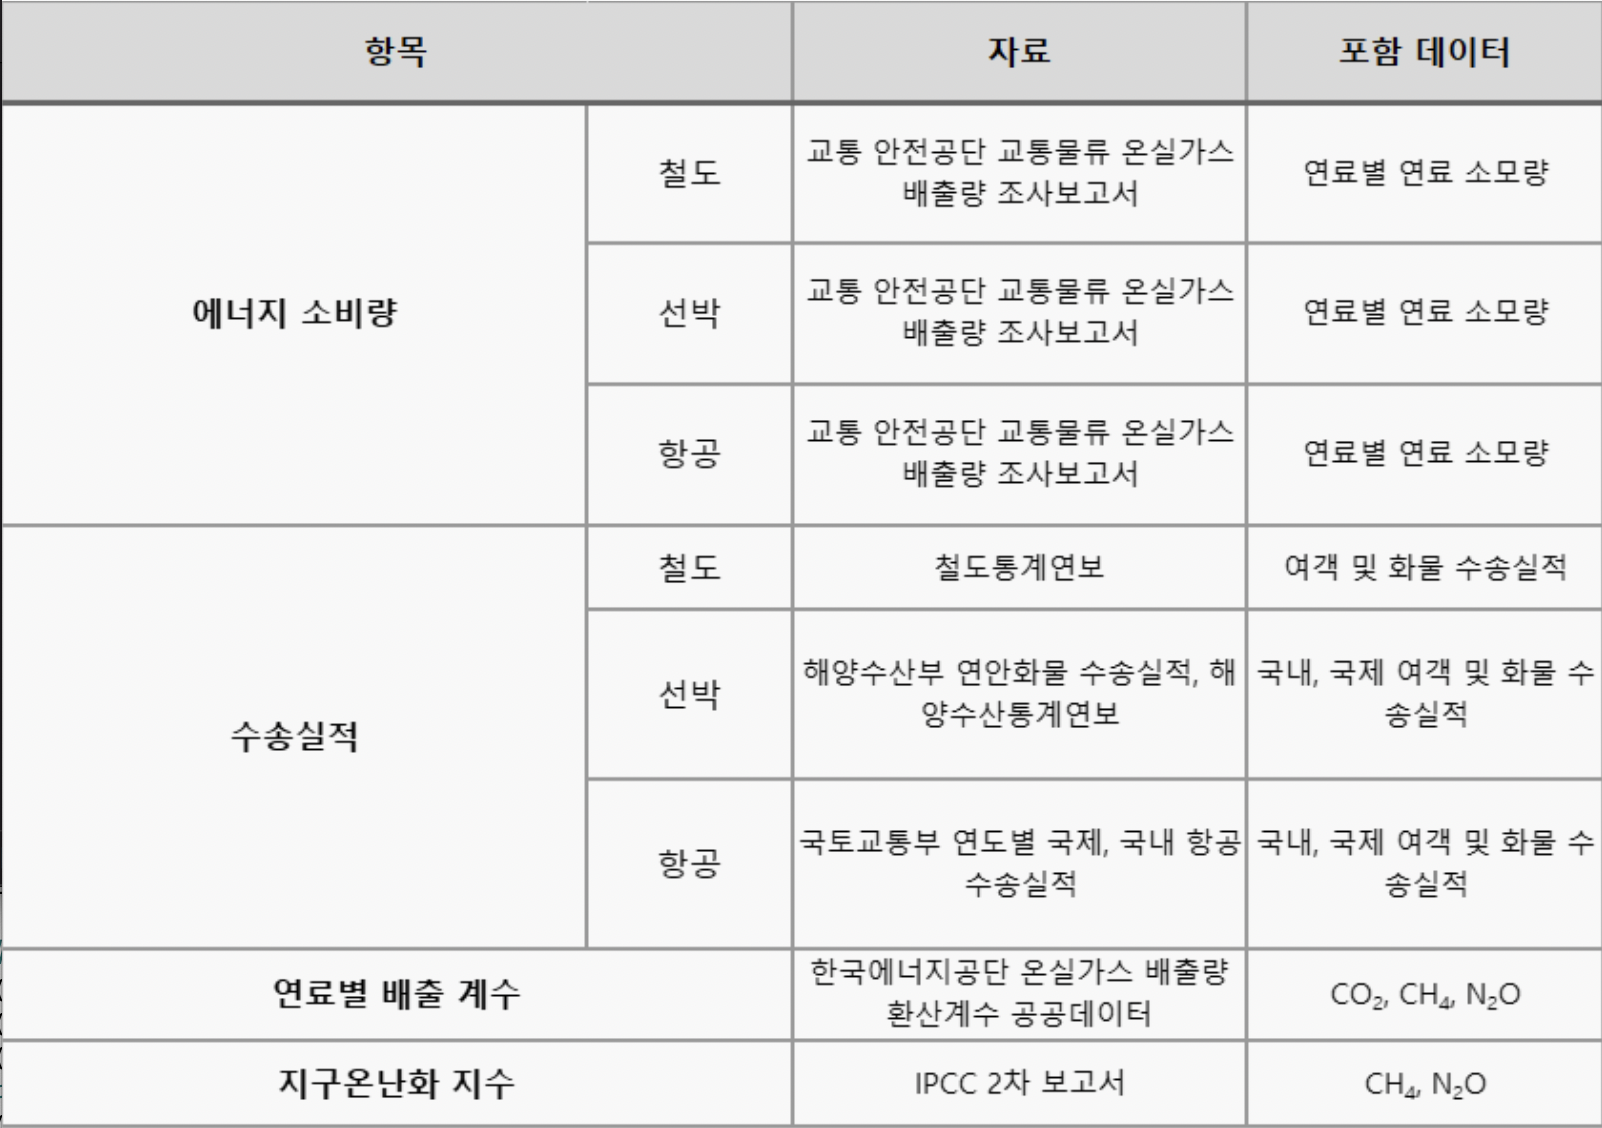 항목 자료 포함 데이터
에너지 소비량
철도
교통 안전공단 교통물류 온실가스
배출량 조사보고서
연료별 연료 소모량
선박
교통 안전공단 교통물류 온실가스
배출량 조사보고서
연료별 연료 소모량
항공
교통 안전공단 교통물류 온실가스
배출량 조사보고서
연료별 연료 소모량
수송실적
철도
철도통계연보
여객 및 화물 수송실적
선박
해양수산부 연안화물 수송실적, 해
양수산통계연보
국내, 국제 여객 및 화물 수
송실적
항공
국토교통부 연도별 국제, 국내 항공
수송실적
국내, 국제 여객 및 화물 수
송실적
연료별 배출 계수
한국에너지공단 온실가스 배출량
환산계수 공공데이터
CO₂, CH₄, N₂O
지구온난화 지수
IPCC 2차 보고서
CH₄, N₂O